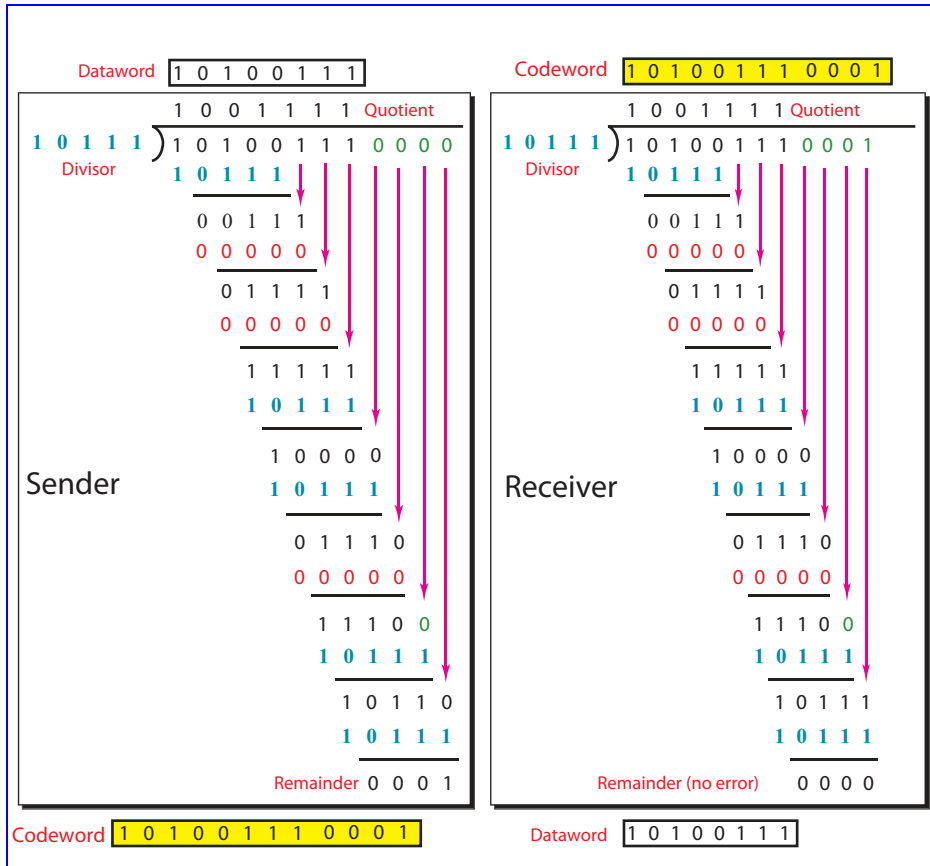 Dataword 1 0 1 0 0 1 1 1
1 0 0 1 1 1 1 Quotient
1 0 1 1 1 1 0 1 0 0 1 1 1 0 0 0 0
Divisor 1 0 1 1 1
0 0 1 1 1
0 0 0 0 0
0 1 1 1 1
0 0 0 0 0
1 1 1 1 1
1 0 1 1 1
1 0 0 0 0
Sender 1 0 1 1 1
0 1 1 1 0
0 0 0 0 0
1 1 1 0 0
1 0 1 1 1
1 0 1 1 0
1 0 1 1 1
Remainder 0 0 0 1
Codeword 1 0 1 0 0 1 1 1 0 0 0 1
Codeword 1 0 1 0 0 1 1 1 0 0 0 1
1 0 0 1 1 1 1 Quotient
1 0 1 1 1 1 0 1 0 0 1 1 1 0 0 0 1
Divisor 1 0 1 1 1
0 0 1 1 1
0 0 0 0 0
0 1 1 1 1
0 0 0 0 0
1 1 1 1 1
1 0 1 1 1
1 0 0 0 0
Receiver 1 0 1 1 1
0 1 1 1 0
0 0 0 0 0
1 1 1 0 0
1 0 1 1 1
1 0 1 1 1
1 0 1 1 1
Remainder (no error) 0 0 0 0
Dataword 1 0 1 0 0 1 1 1